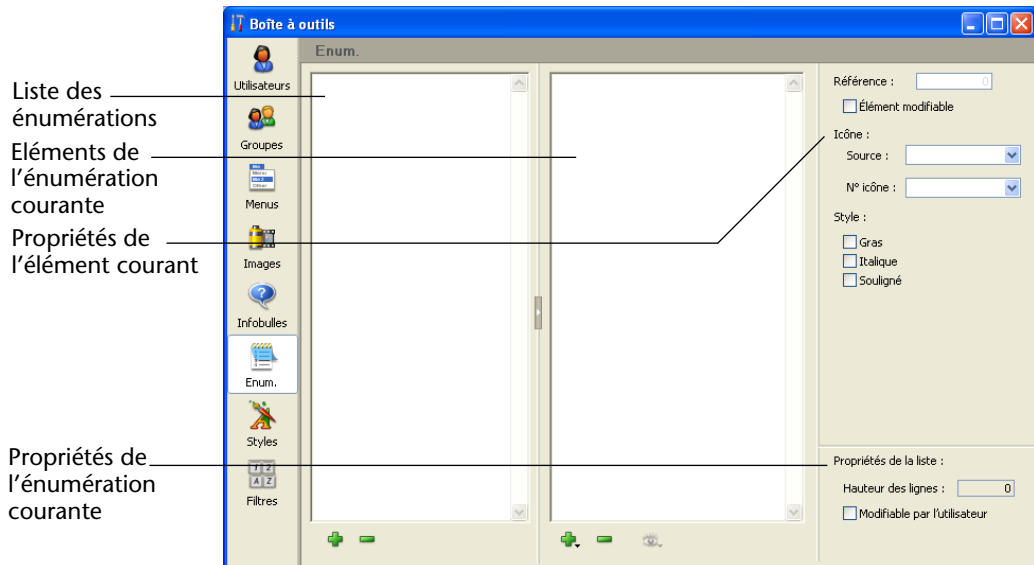 Boîte à outils
Enum.
Utilisateurs
Groupes
Menus
Images
Infobulles
Enum.
Styles
Filtres
Liste des
énumérations
Eléments de
l'énumération
courante
Propriétés de
l'élément courant
Propriétés de
l'énumération
courante
Référence : 0
Élément modifiable
Icône :
Source :
N° icône :
Style :
Gras
Italique
Souligné
Propriétés de la liste :
Hauteur des lignes : 0
Modifiable par l'utilisateur